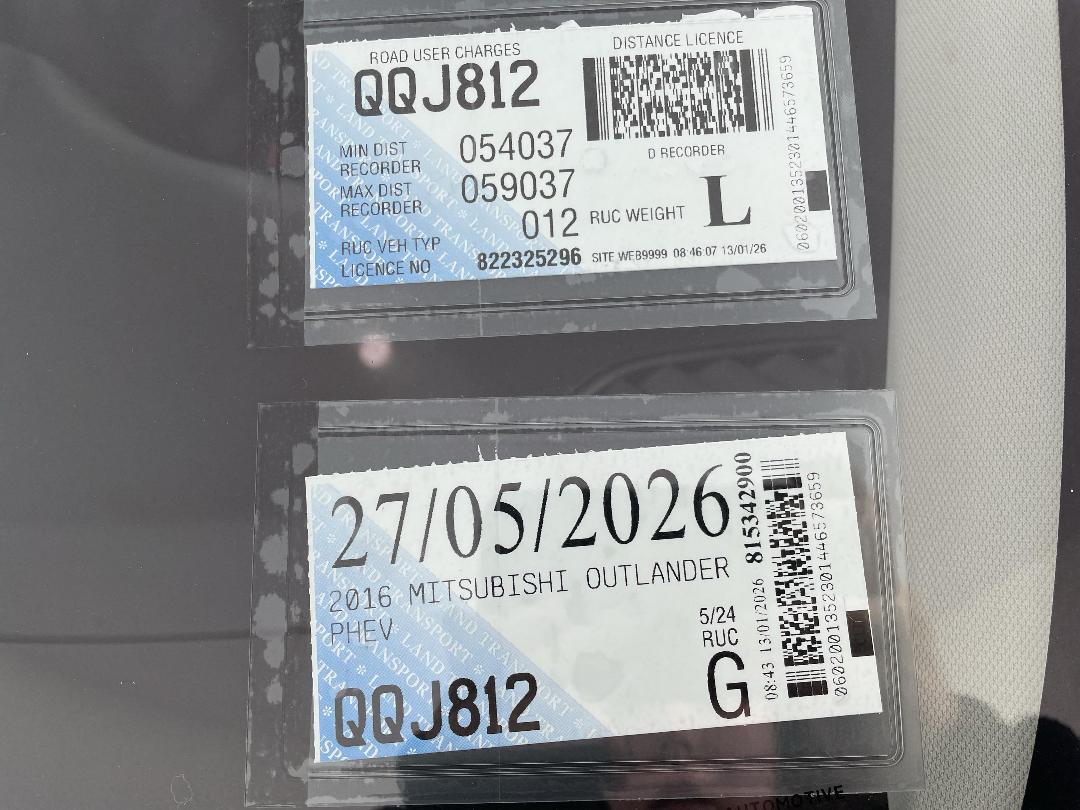 ROAD USER CHARGES
DISTANCE LICENCE
QQJ812
MIN DIST RECORDER 054037
D RECORDER
MAX DIST RECORDER 059037
RUC VEH TYP 012
RUC WEIGHT L
LICENCE NO 822325296
SITE WEB9999 08:46:07 13/01/26
0602001352301446573659
27/05/2026
2016 MITSUBISHI OUTLANDER
PHEV
5/24
RUC
G
QQJ812
815342900
08:43 13/01/2026
0602001352301446573659
AUTOMOTIVE